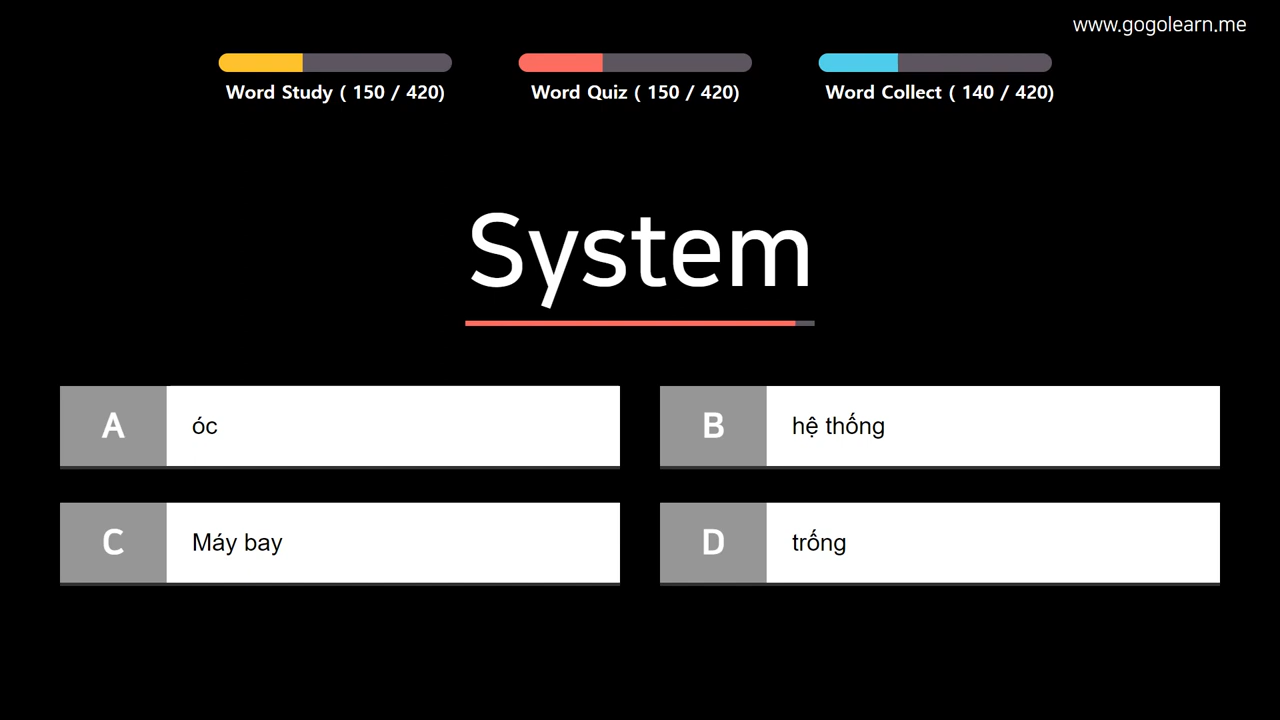 www.gogolearn.me
Word Study ( 150 / 420)
Word Quiz ( 150 / 420)
Word Collect ( 140 / 420)
System
A
óc
B
hệ thống
C
Máy bay
D
trống